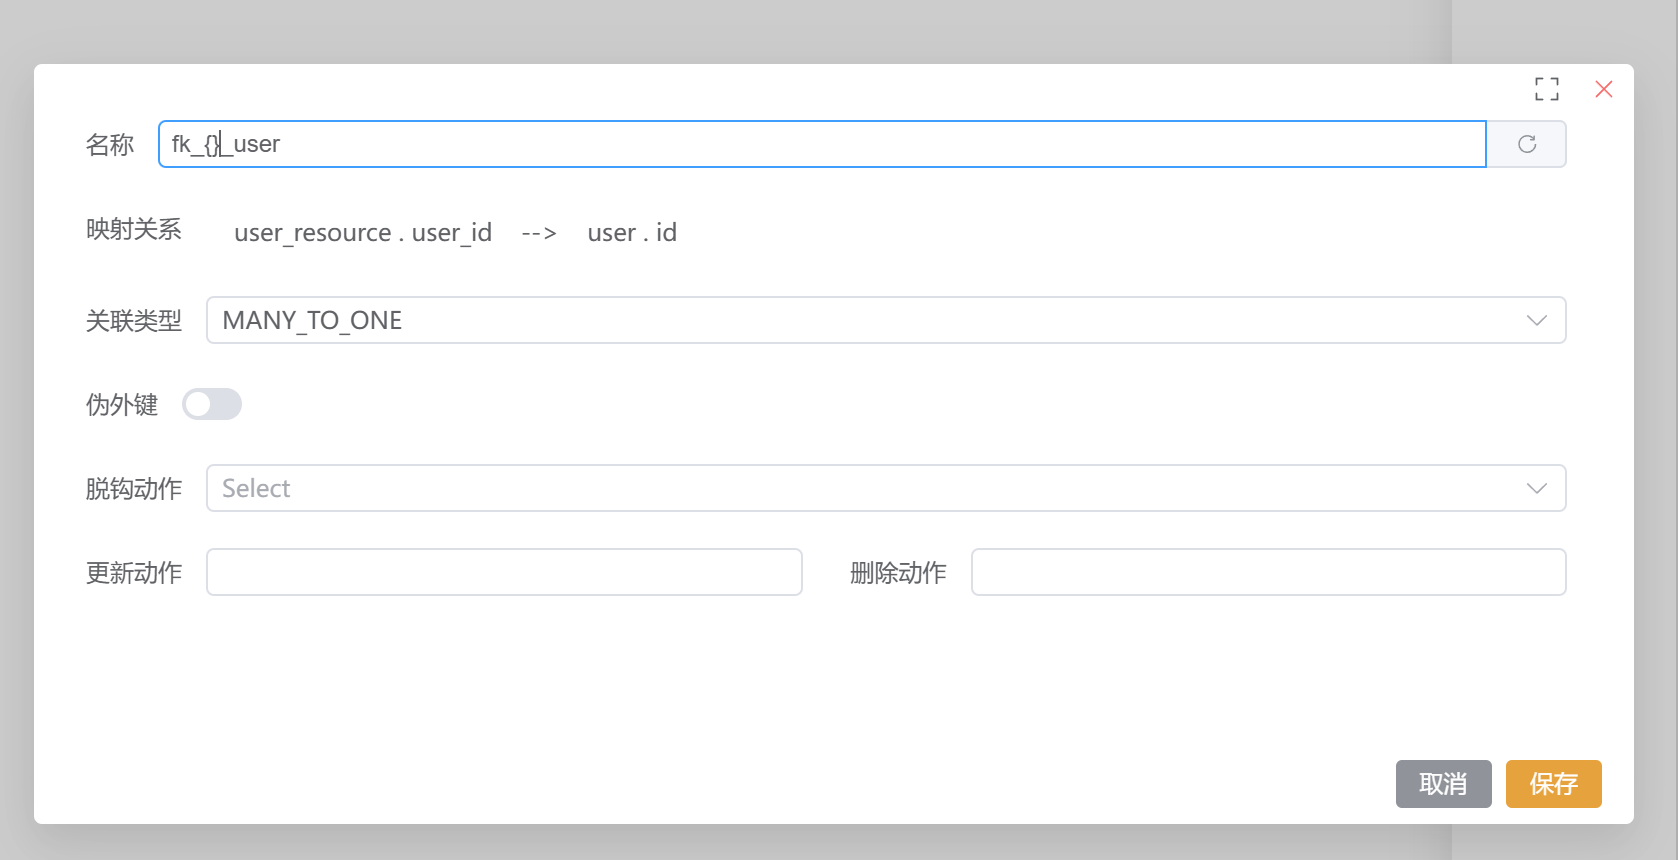 名称 fk_{}_user
映射关系 user_resource . user_id --> user . id
关联类型 MANY_TO_ONE
伪外键
脱钩动作 Select
更新动作 删除动作
取消 保存